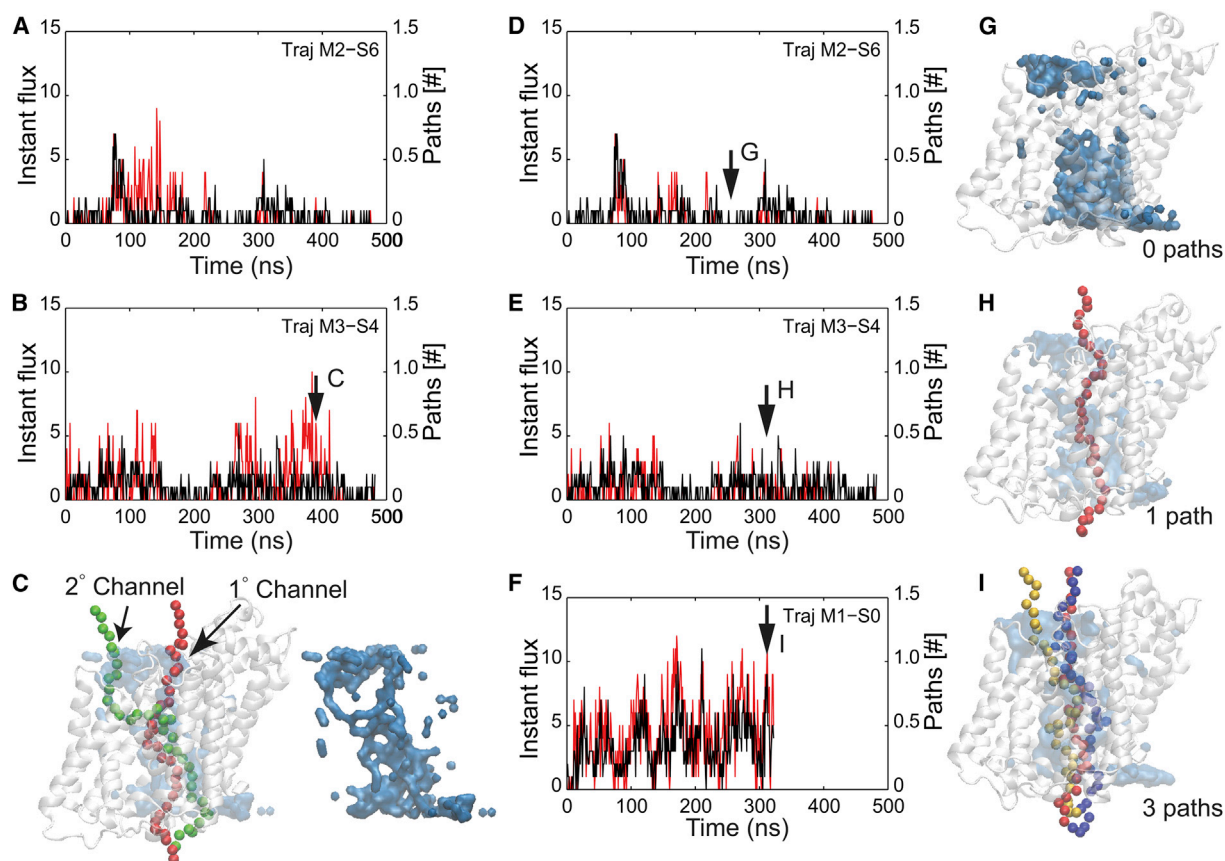 A
Traj M2−S6
Instant flux
15
10
5
0
1.5
1.0
0.5
0
Paths [#]
0 100 200 300 400 500
Time (ns)
B
Traj M3−S4
C
Instant flux
15
10
5
0
1.5
1.0
0.5
0
Paths [#]
0 100 200 300 400 500
Time (ns)
C
2° Channel
1° Channel
D
Traj M2−S6
G
Instant flux
15
10
5
0
1.5
1.0
0.5
0
Paths [#]
0 100 200 300 400 500
Time (ns)
E
Traj M3−S4
H
Instant flux
15
10
5
0
1.5
1.0
0.5
0
Paths [#]
0 100 200 300 400 500
Time (ns)
F
Traj M1−S0
I
Instant flux
15
10
5
0
1.5
1.0
0.5
0
Paths [#]
0 100 200 300 400
Time (ns)
G
0 paths
H
1 path
I
3 paths